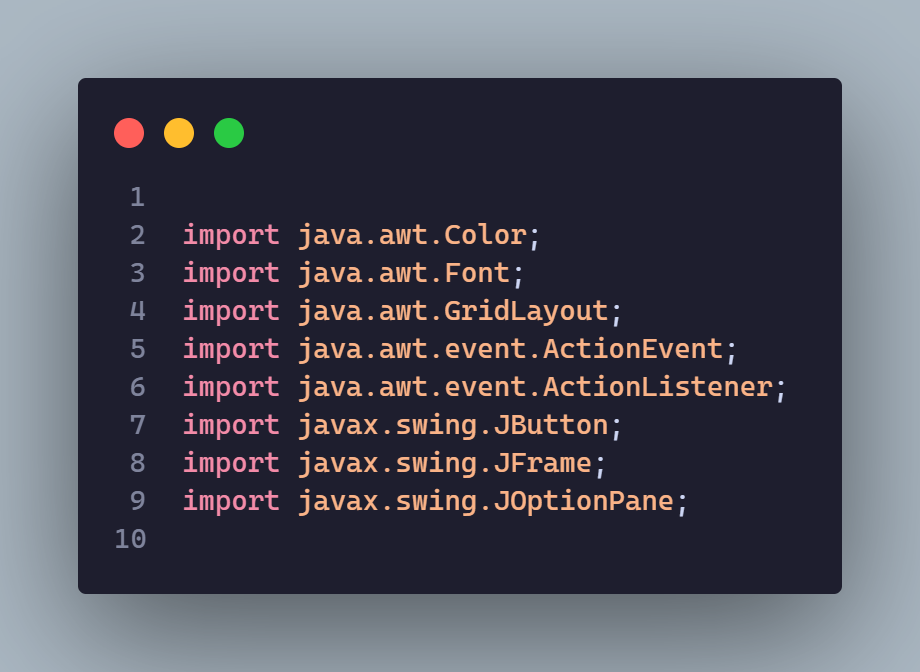 1
2 import java.awt.Color;
3 import java.awt.Font;
4 import java.awt.GridLayout;
5 import java.awt.event.ActionEvent;
6 import java.awt.event.ActionListener;
7 import javax.swing.JButton;
8 import javax.swing.JFrame;
9 import javax.swing.JOptionPane;
10